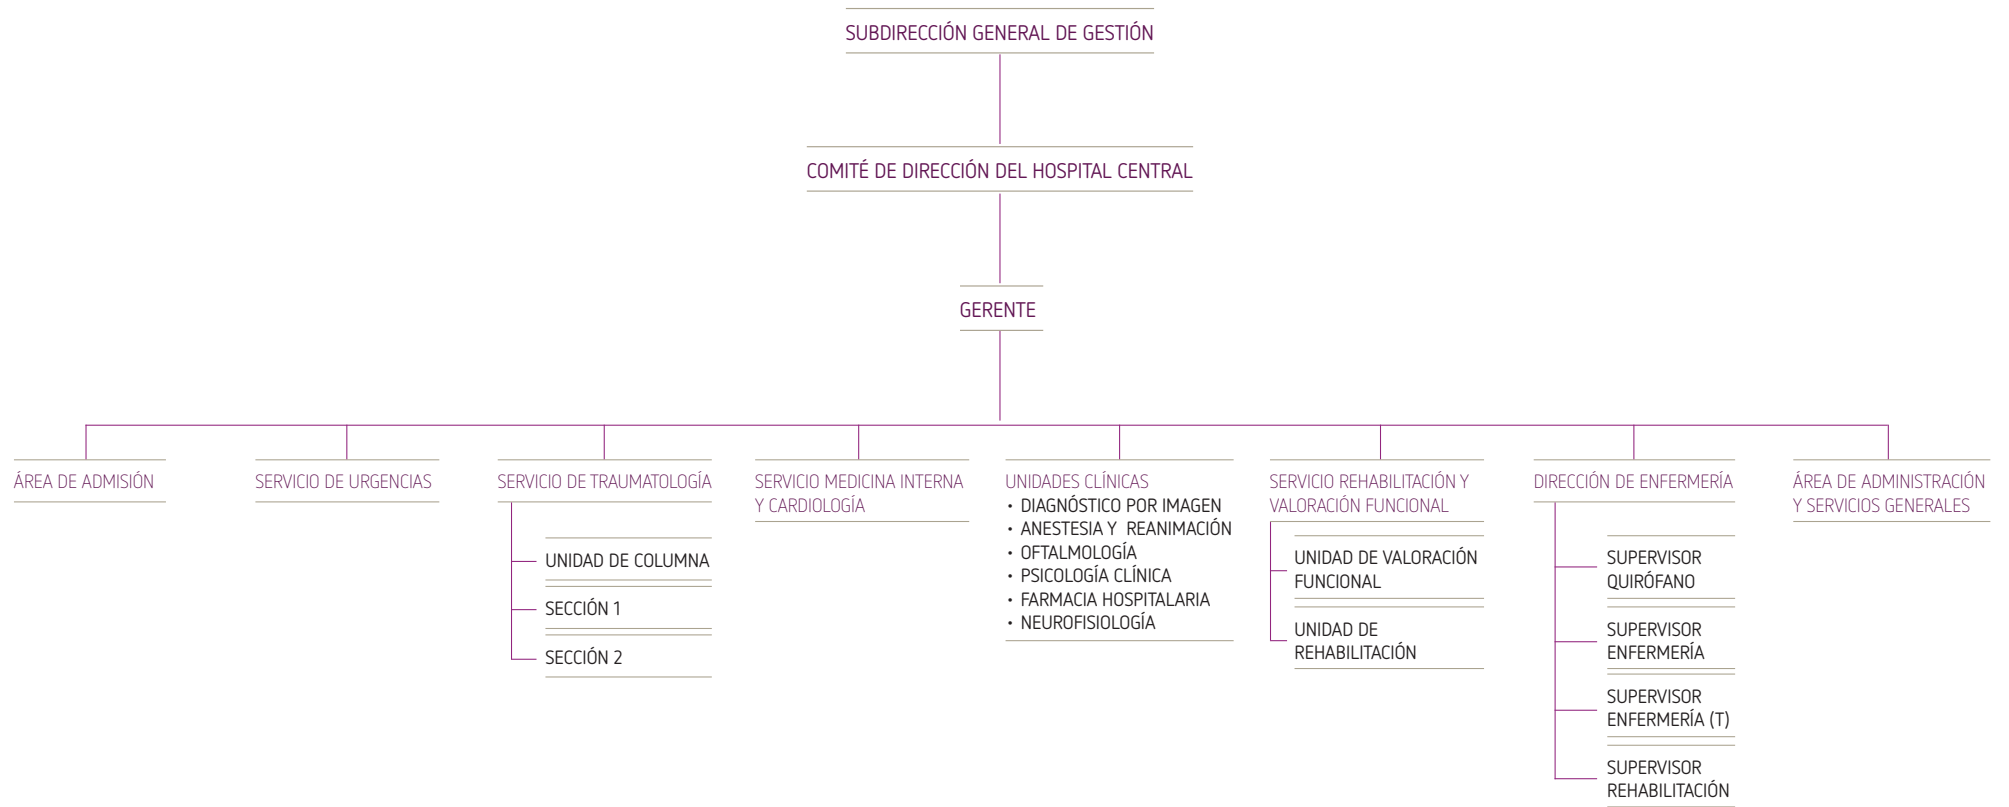 SUBDIRECCIÓN GENERAL DE GESTIÓN
COMITÉ DE DIRECCIÓN DEL HOSPITAL CENTRAL
GERENTE
ÁREA DE ADMISIÓN
SERVICIO DE URGENCIAS
SERVICIO DE TRAUMATOLOGÍA
UNIDAD DE COLUMNA
SECCIÓN 1
SECCIÓN 2
SERVICIO MEDICINA INTERNA
Y CARDIOLOGÍA
UNIDADES CLÍNICAS
• DIAGNÓSTICO POR IMAGEN
• ANESTESIA Y REANIMACIÓN
• OFTALMOLOGÍA
• PSICOLOGÍA CLÍNICA
• FARMACIA HOSPITALARIA
• NEUROFISIOLOGÍA
SERVICIO REHABILITACIÓN Y
VALORACIÓN FUNCIONAL
UNIDAD DE VALORACIÓN
FUNCIONAL
UNIDAD DE
REHABILITACIÓN
DIRECCIÓN DE ENFERMERÍA
SUPERVISOR
QUIRÓFANO
SUPERVISOR
ENFERMERÍA
SUPERVISOR
ENFERMERÍA (T)
SUPERVISOR
REHABILITACIÓN
ÁREA DE ADMINISTRACIÓN
Y SERVICIOS GENERALES